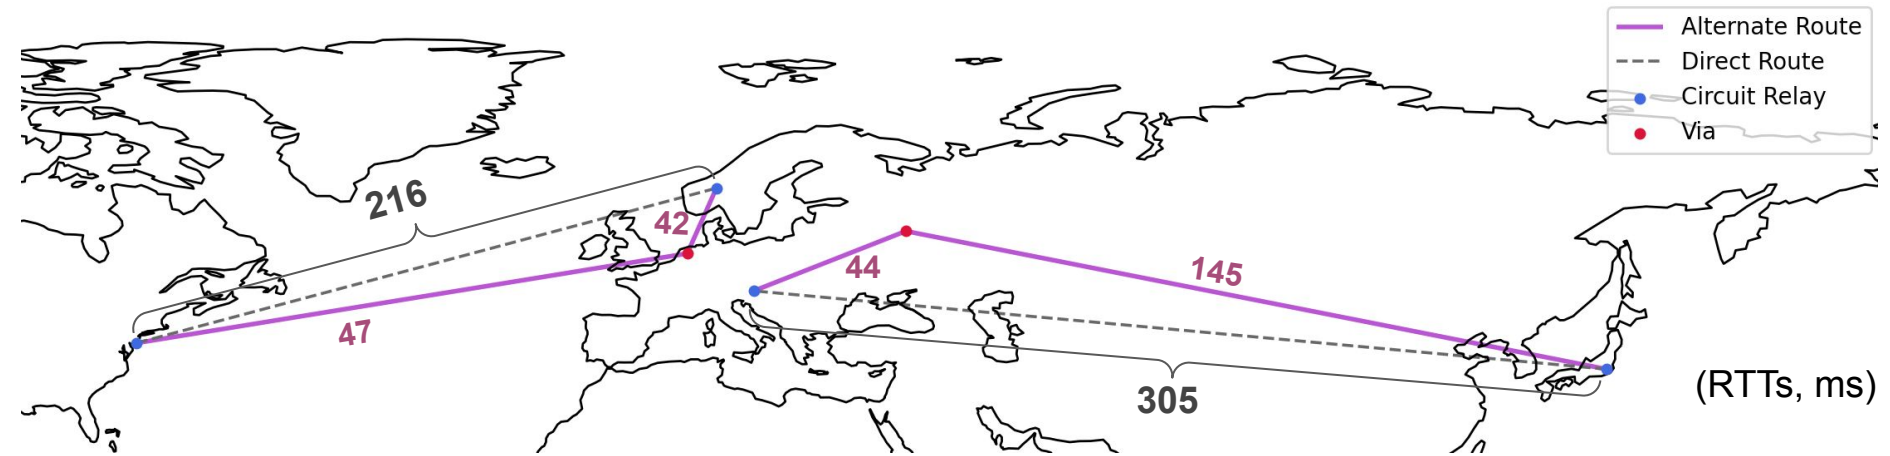 Alternate Route
Direct Route
Circuit Relay
Via
216
42
47
44
145
305
(RTTs, ms)